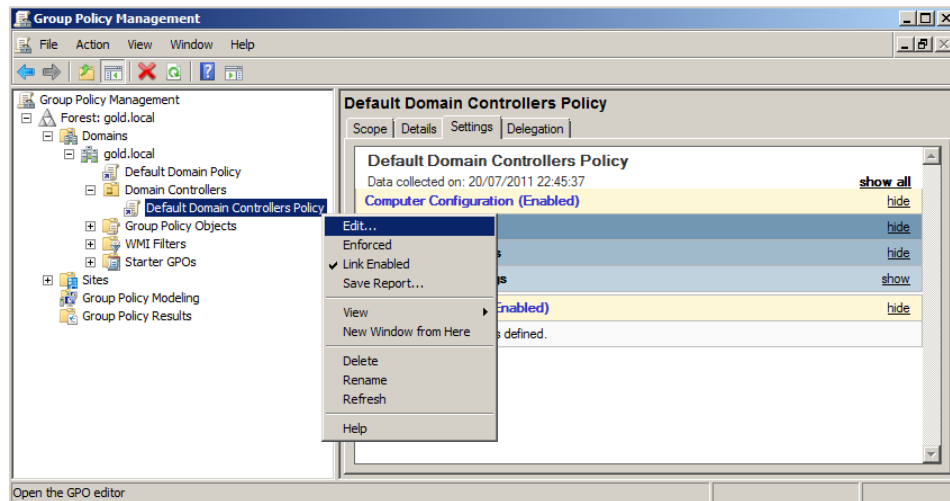 Group Policy Management
File Action View Window Help
Group Policy Management
Forest: gold.local
Domains
gold.local
Default Domain Policy
Domain Controllers
Default Domain Controllers Policy
Group Policy Objects
WMI Filters
Starter GPOs
Sites
Group Policy Modeling
Group Policy Results
Edit...
Enforced
Link Enabled
Save Report...
View
New Window from Here
Delete
Rename
Refresh
Help
Default Domain Controllers Policy
Scope Details Settings Delegation
Default Domain Controllers Policy
Data collected on: 20/07/2011 22:45:37 show all
Computer Configuration (Enabled) hide
hide
s hide
gs show
Enabled) hide
s defined.
Open the GPO editor